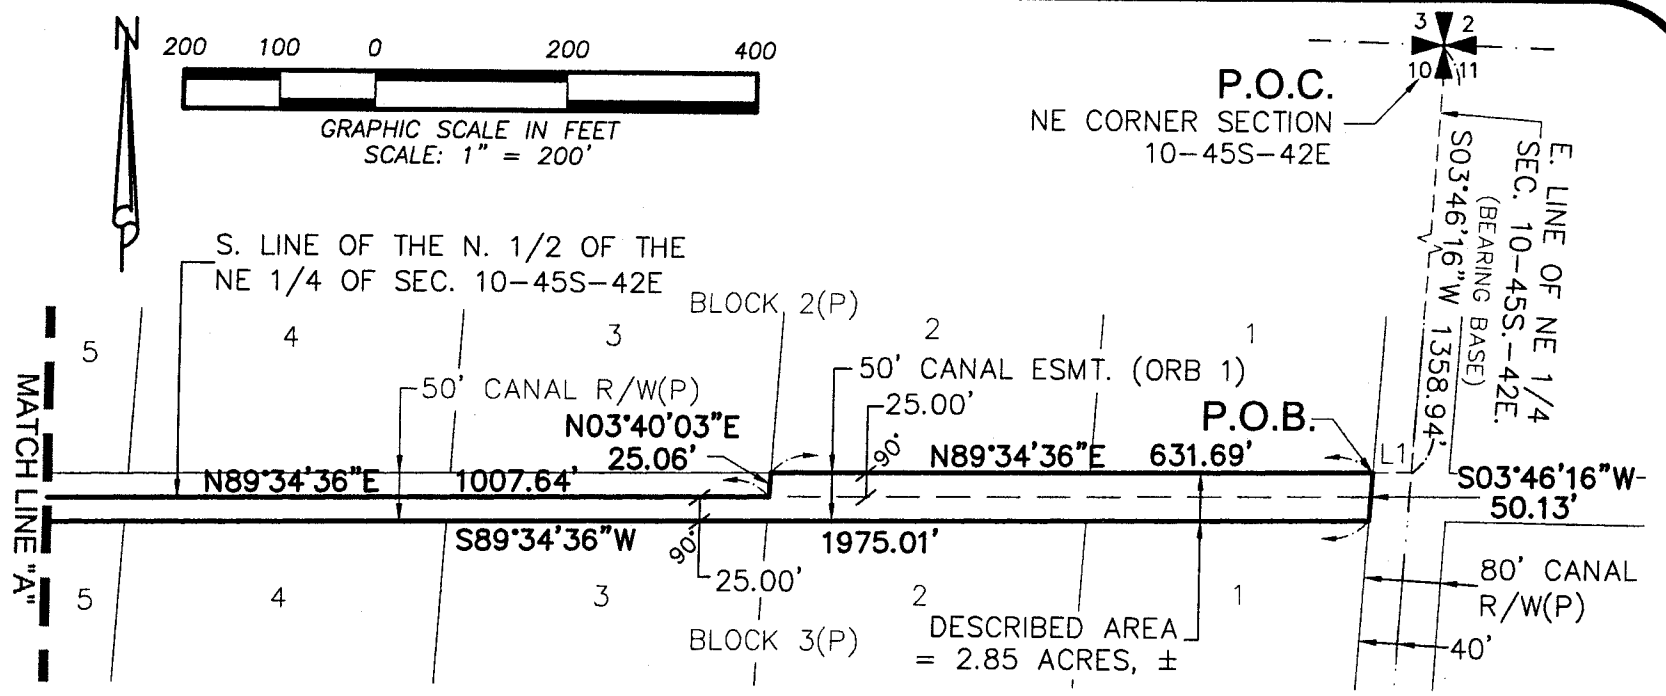 N
200 100 0 200 400
GRAPHIC SCALE IN FEET
SCALE: 1" = 200'
3 2
10 11
P.O.C.
NE CORNER SECTION
10-45S-42E
E. LINE OF NE 1/4
SEC. 10-45S.-42E.
(BEARING BASE)
S03°46'16"W 1358.94'
S. LINE OF THE N. 1/2 OF THE
NE 1/4 OF SEC. 10-45S-42E
BLOCK 2(P)
5 4 3 2 1
50' CANAL R/W(P)
50' CANAL ESMT. (ORB 1)
25.00'
90°
P.O.B.
N03°40'03"E
25.06'
N89°34'36"E 631.69'
L1
N89°34'36"E 1007.64'
S03°46'16"W
50.13'
MATCH LINE "A"
S89°34'36"W 1975.01'
90°
25.00'
5 4 3 2 1
BLOCK 3(P)
DESCRIBED AREA
= 2.85 ACRES, ±
80' CANAL
R/W(P)
40'